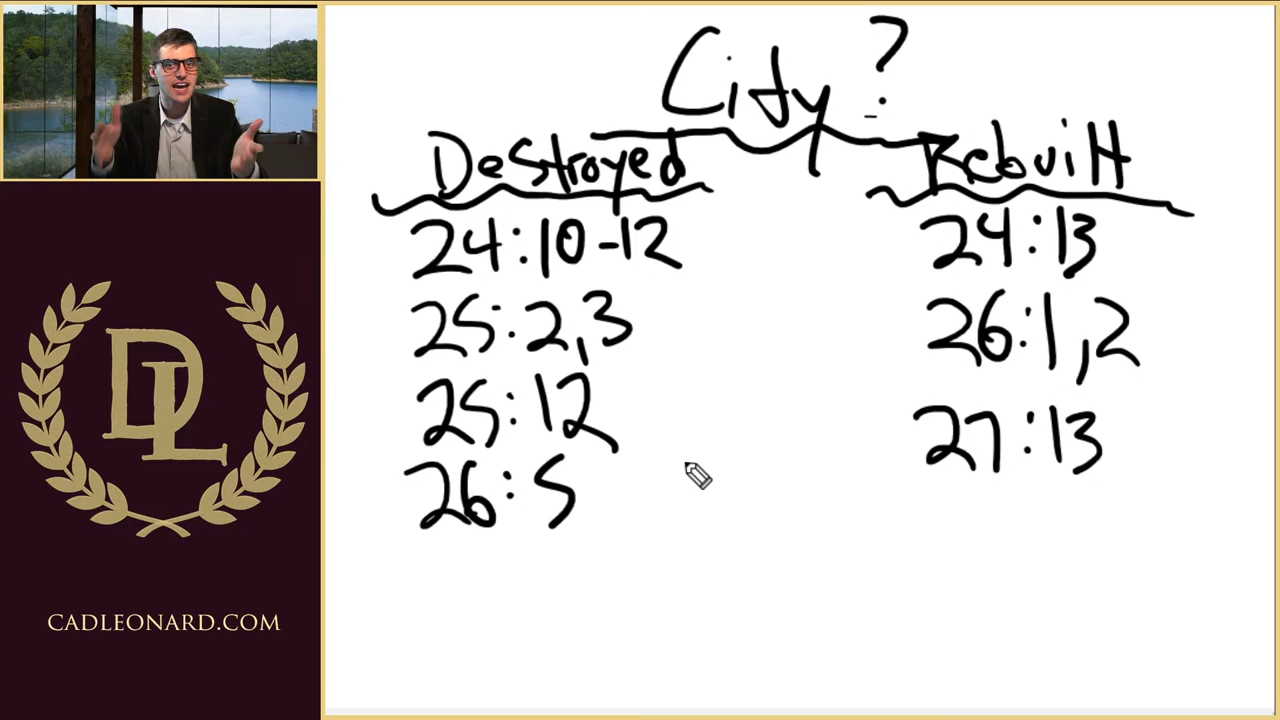 City?
Destroyed
Rebuilt
24:10-12
24:13
25:2,3
26:1,2
25:12
27:13
26:5
DL
CADLEONARD.COM